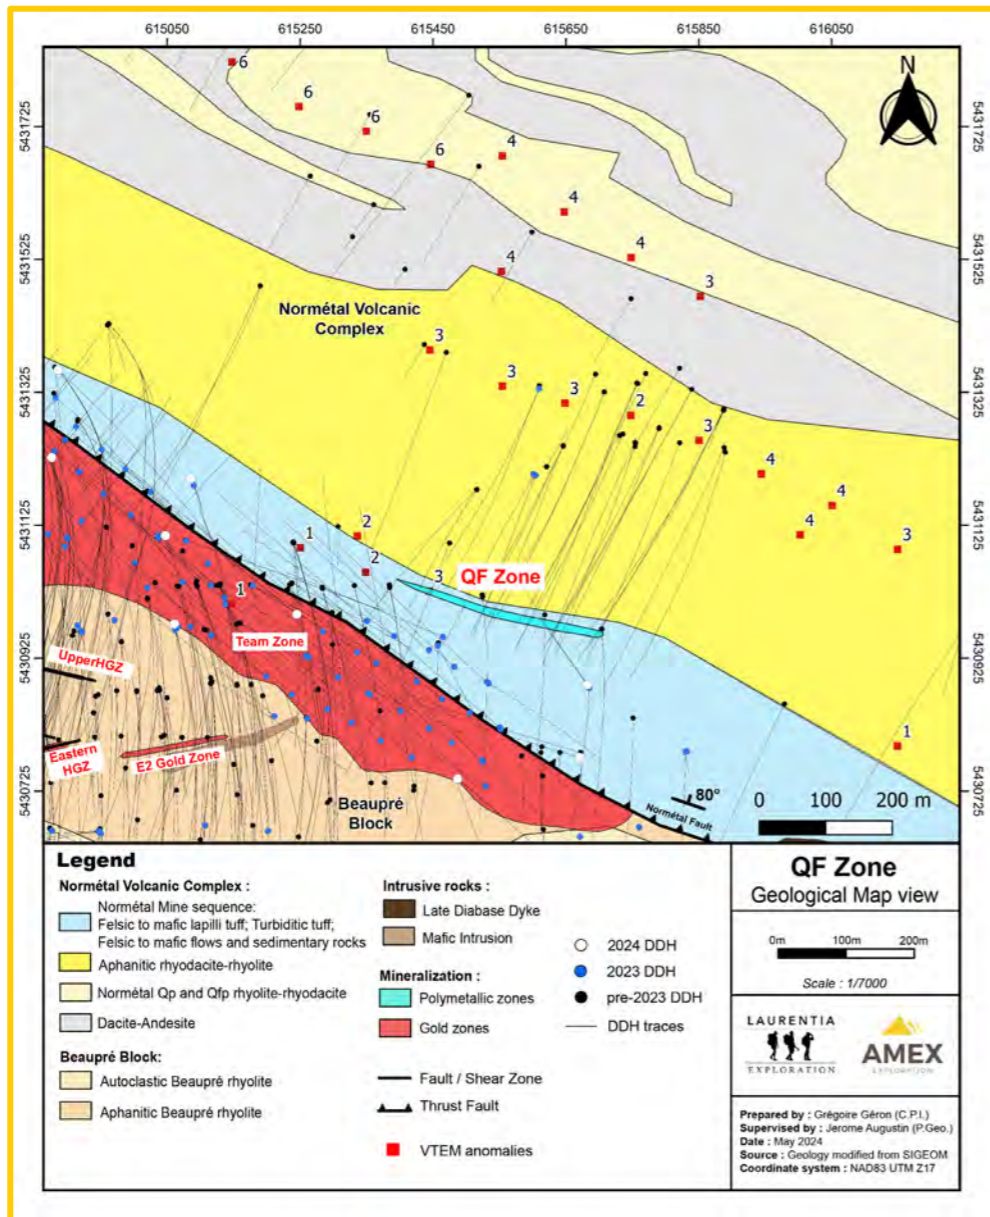 615050 615250 615450 615650 615850 616050
N
6
6
6
6
4
4
4
4
3
5431725 5431725
5431525 5431525
Normétal Volcanic
Complex
3
3
3
2
3
4
4
4
3
5431325 5431325
2
1
2
3
1
QF Zone
5431125 5431125
Team Zone
UpperHGZ
5430925 5430925
Eastern
HGZ
E2 Gold Zone
1
Beaupré
Block
80°
Normétal Fault
5430725 5430725
0 100 200 m
Legend
Normétal Volcanic Complex :
Normétal Mine sequence:
Felsic to mafic lapilli tuff; Turbiditic tuff;
Felsic to mafic flows and sedimentary rocks
Aphanitic rhyodacite-rhyolite
Normétal Qp and Qfp rhyolite-rhyodacite
Dacite-Andesite
Beaupré Block:
Autoclastic Beaupré rhyolite
Aphanitic Beaupré rhyolite
Intrusive rocks :
Late Diabase Dyke
Mafic Intrusion
Mineralization :
Polymetallic zones
Gold zones
Fault / Shear Zone
Thrust Fault
VTEM anomalies
2024 DDH
2023 DDH
pre-2023 DDH
DDH traces
QF Zone
Geological Map view
0m 100m 200m
Scale : 1/7000
LAURENTIA
EXPLORATION
AMEX
EXPLORATION
Prepared by : Grégoire Géron (C.P.I.)
Supervised by : Jerome Augustin (P.Geo.)
Date : May 2024
Source : Geology modified from SIGEOM
Coordinate system : NAD83 UTM Z17